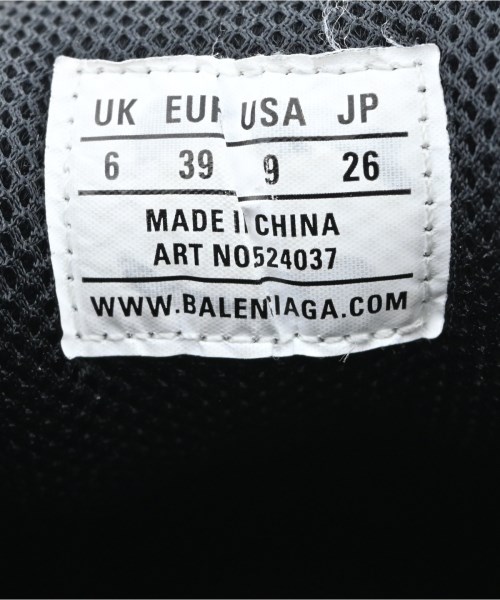 UK EUR USA JP
6 39 9 26
MADE IN CHINA
ART NO524037
WWW.BALENCIAGA.COM